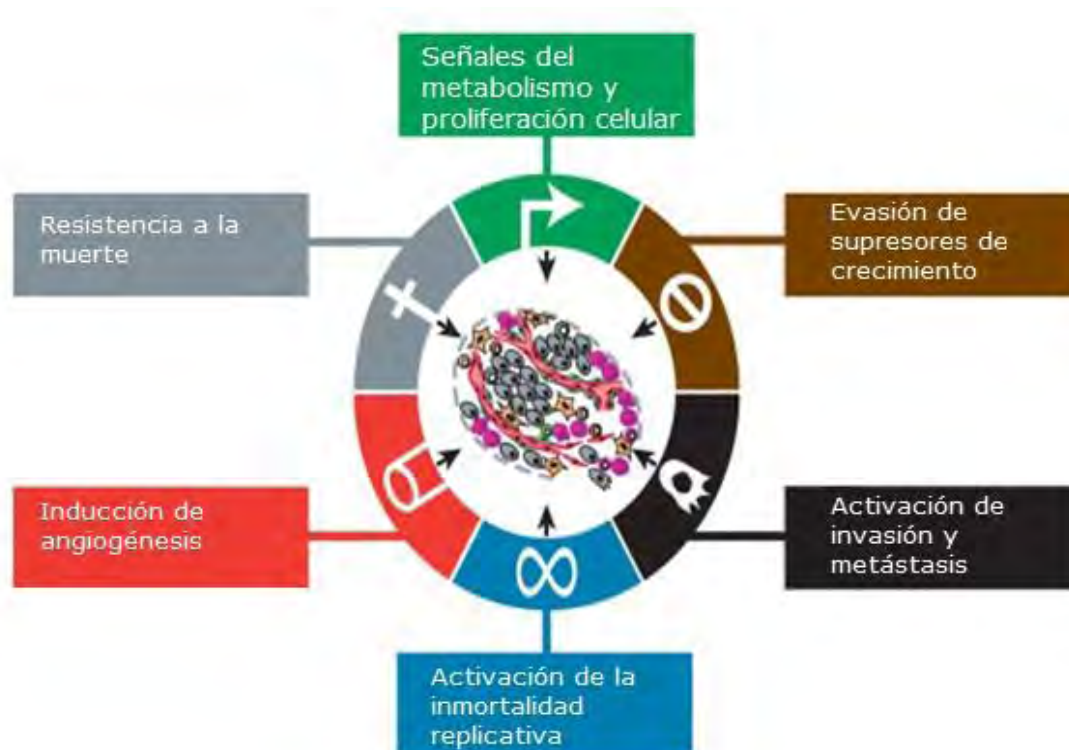 Señales del
metabolismo y
proliferación celular
Resistencia a la
muerte
Evasión de
supresores de
crecimiento
Inducción de
angiogénesis
Activación de
invasión y
metástasis
Activación de la
inmortalidad
replicativa